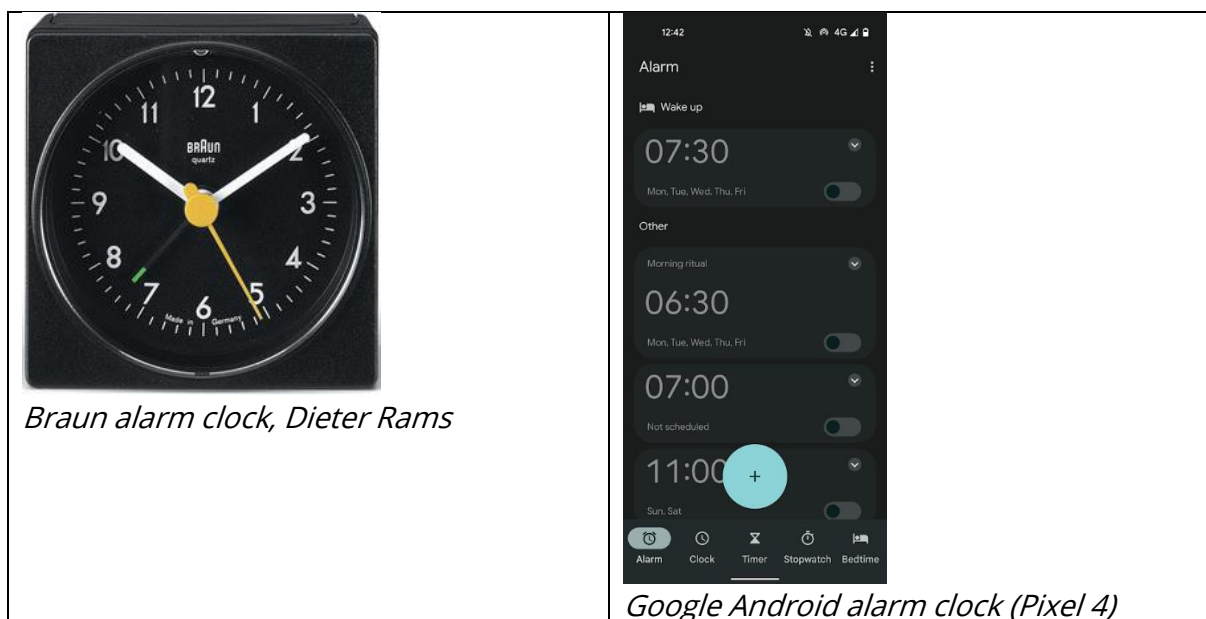 12
11
1
10
BRAUN
quartz
2
9
3
8
4
7
5
6
Made in Germany
Braun alarm clock, Dieter Rams
12:42
4G
Alarm
Wake up
07:30
Mon, Tue, Wed, Thu, Fri
Other
Morning ritual
06:30
Mon, Tue, Wed, Thu, Fri
07:00
Not scheduled
11:00
+
Sun, Sat
Alarm Clock Timer Stopwatch Bedtime
Google Android alarm clock (Pixel 4)